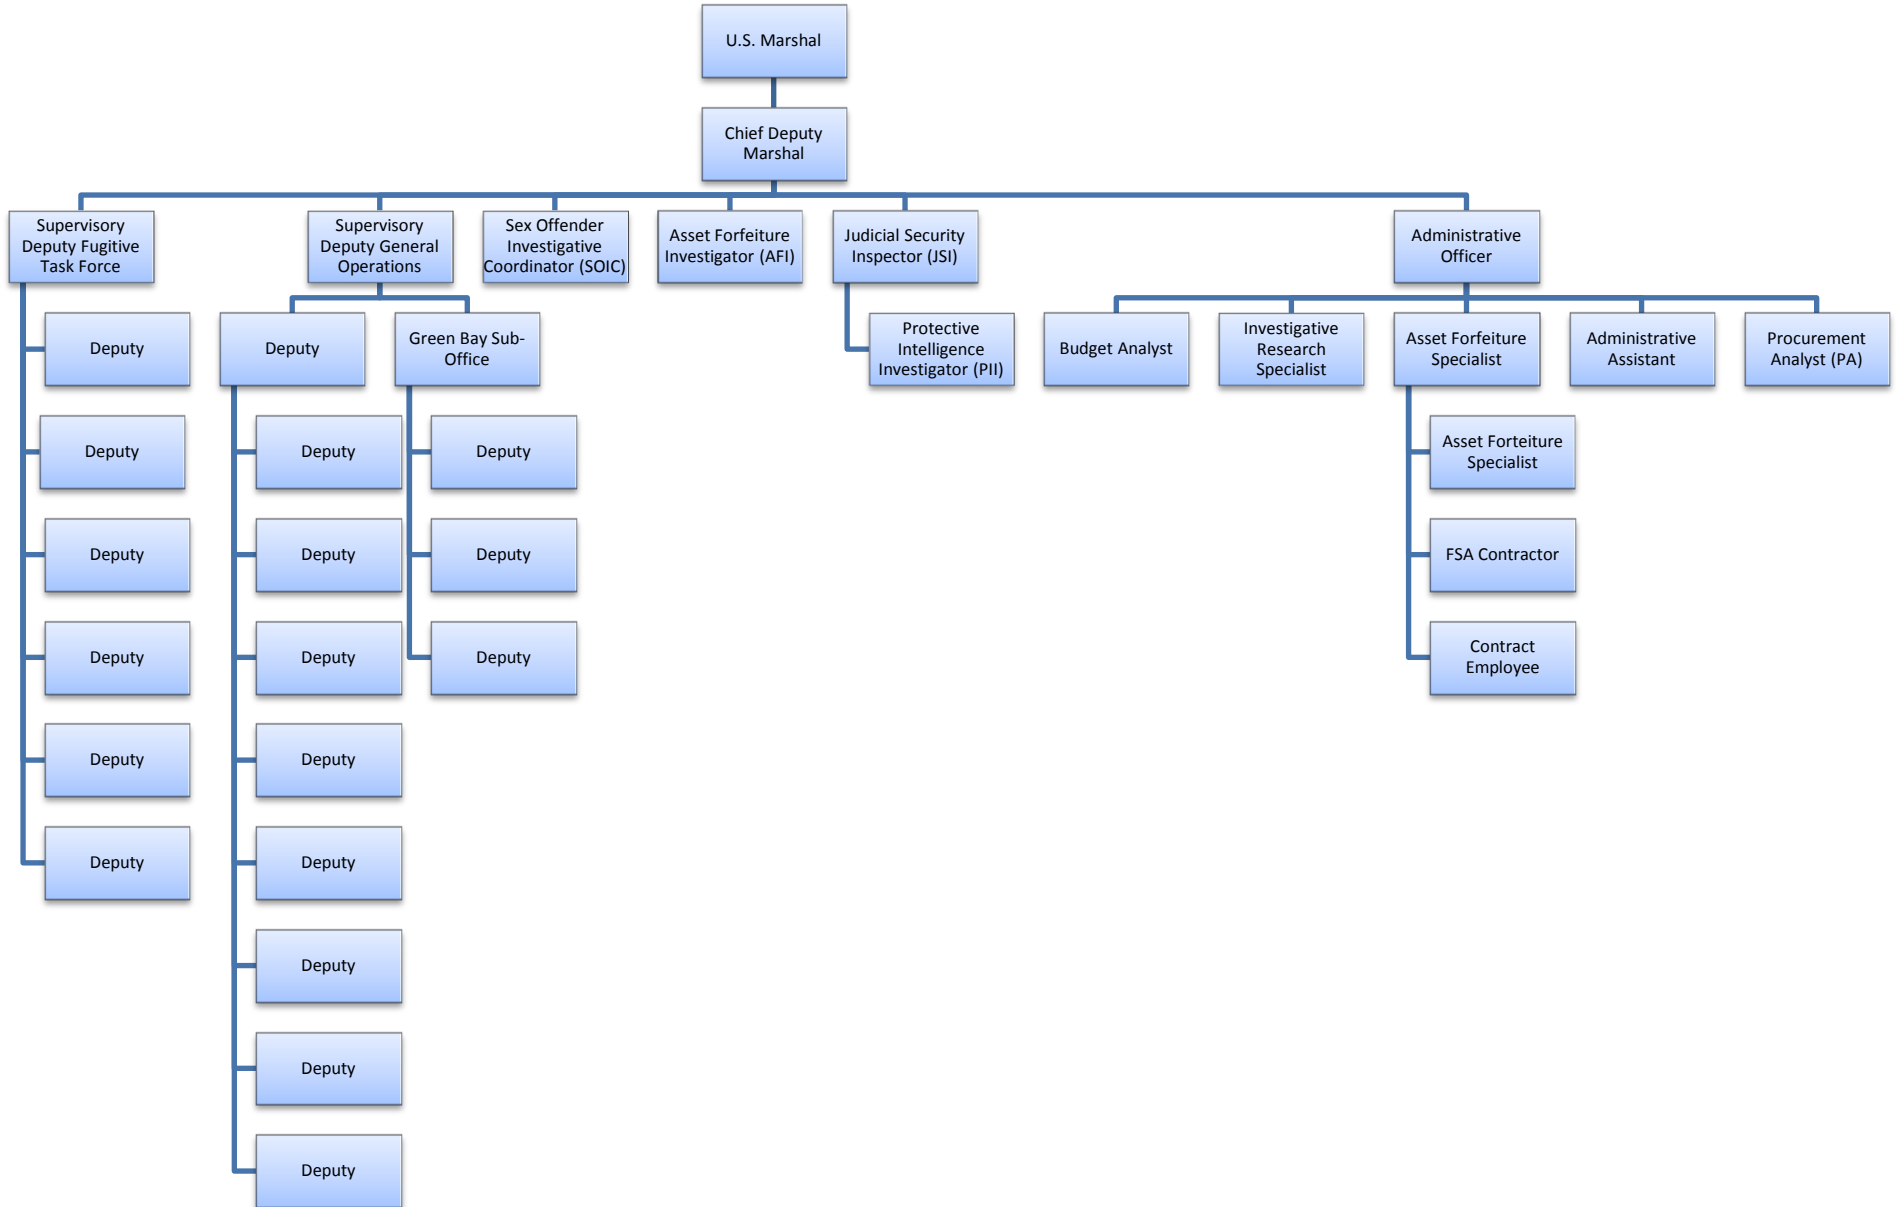 U.S. Marshal
Chief Deputy
Marshal
Supervisory
Deputy Fugitive
Task Force
Supervisory
Deputy General
Operations
Sex Offender
Investigative
Coordinator (SOIC)
Asset Forfeiture
Investigator (AFI)
Judicial Security
Inspector (JSI)
Administrative
Officer
Deputy
Deputy
Green Bay Sub-
Office
Protective
Intelligence
Investigator (PII)
Budget Analyst
Investigative
Research
Specialist
Asset Forfeiture
Specialist
Administrative
Assistant
Procurement
Analyst (PA)
Deputy
Deputy
Deputy
Asset Forteiture
Specialist
Deputy
Deputy
Deputy
FSA Contractor
Deputy
Deputy
Deputy
Contract
Employee
Deputy
Deputy
Deputy
Deputy
Deputy
Deputy
Deputy